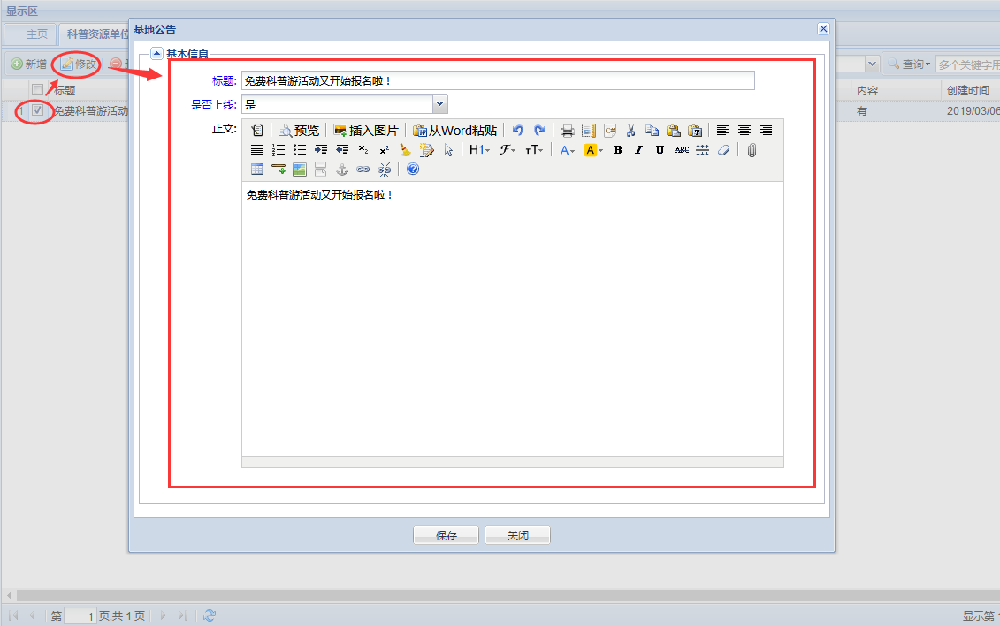 显示区
主页 科普资源单位
新增 修改
标题 内容 创建时间
1 免费科普游活动 有 2019/03/06
查询 多个关键字用
基地公告
基本信息
标题: 免费科普游活动又开始报名啦！
是否上线: 是
正文: 预览 插入图片 从Word粘贴 C#
H1 F тT A A B I U ABC
免费科普游活动又开始报名啦！
保存 关闭
第 1 页,共 1 页 显示第